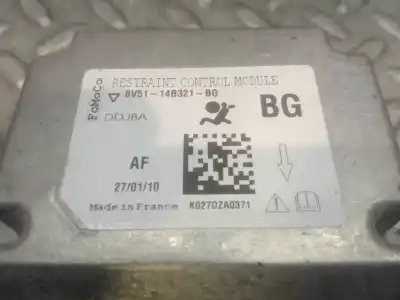 FoMoCo
RESTRAINT CONTROL MODULE
8V51-14B321-BG
DDJ8A
BG
AF
27/01/10
Made in France
K027DZA0371